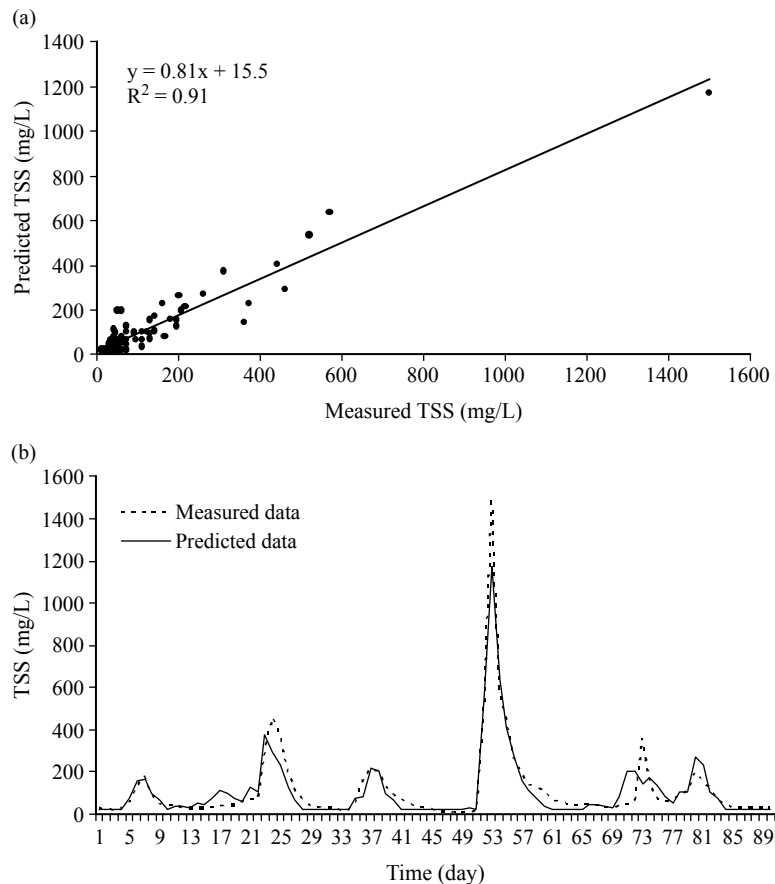 (a)
1400
1200
1000
800
600
400
200
0
Predicted TSS (mg/L)
y = 0.81x + 15.5
R² = 0.91
0 200 400 600 800 1000 1200 1400 1600
Measured TSS (mg/L)
(b)
1600
1400
1200
1000
800
600
400
200
0
TSS (mg/L)
Measured data
Predicted data
1 5 9 13 17 21 25 29 33 37 41 45 49 53 57 61 65 69 73 77 81 85 89
Time (day)